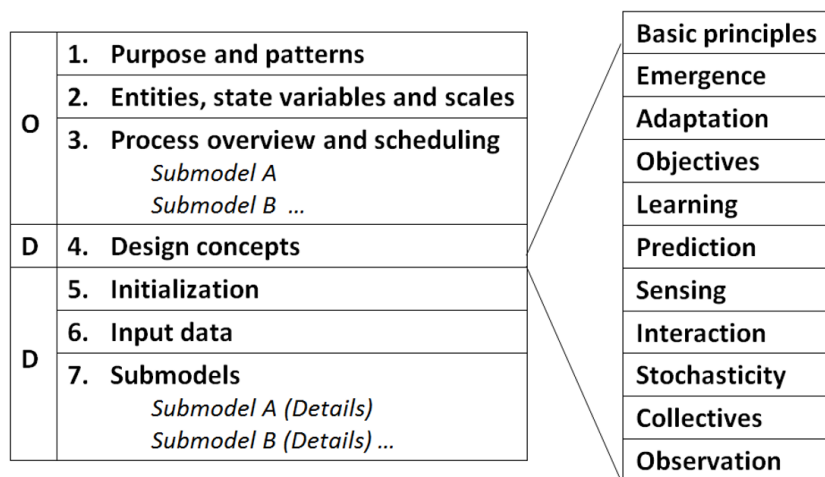 O
1. Purpose and patterns
2. Entities, state variables and scales
3. Process overview and scheduling
Submodel A
Submodel B ...
D
4. Design concepts
D
5. Initialization
6. Input data
7. Submodels
Submodel A (Details)
Submodel B (Details) ...
Basic principles
Emergence
Adaptation
Objectives
Learning
Prediction
Sensing
Interaction
Stochasticity
Collectives
Observation